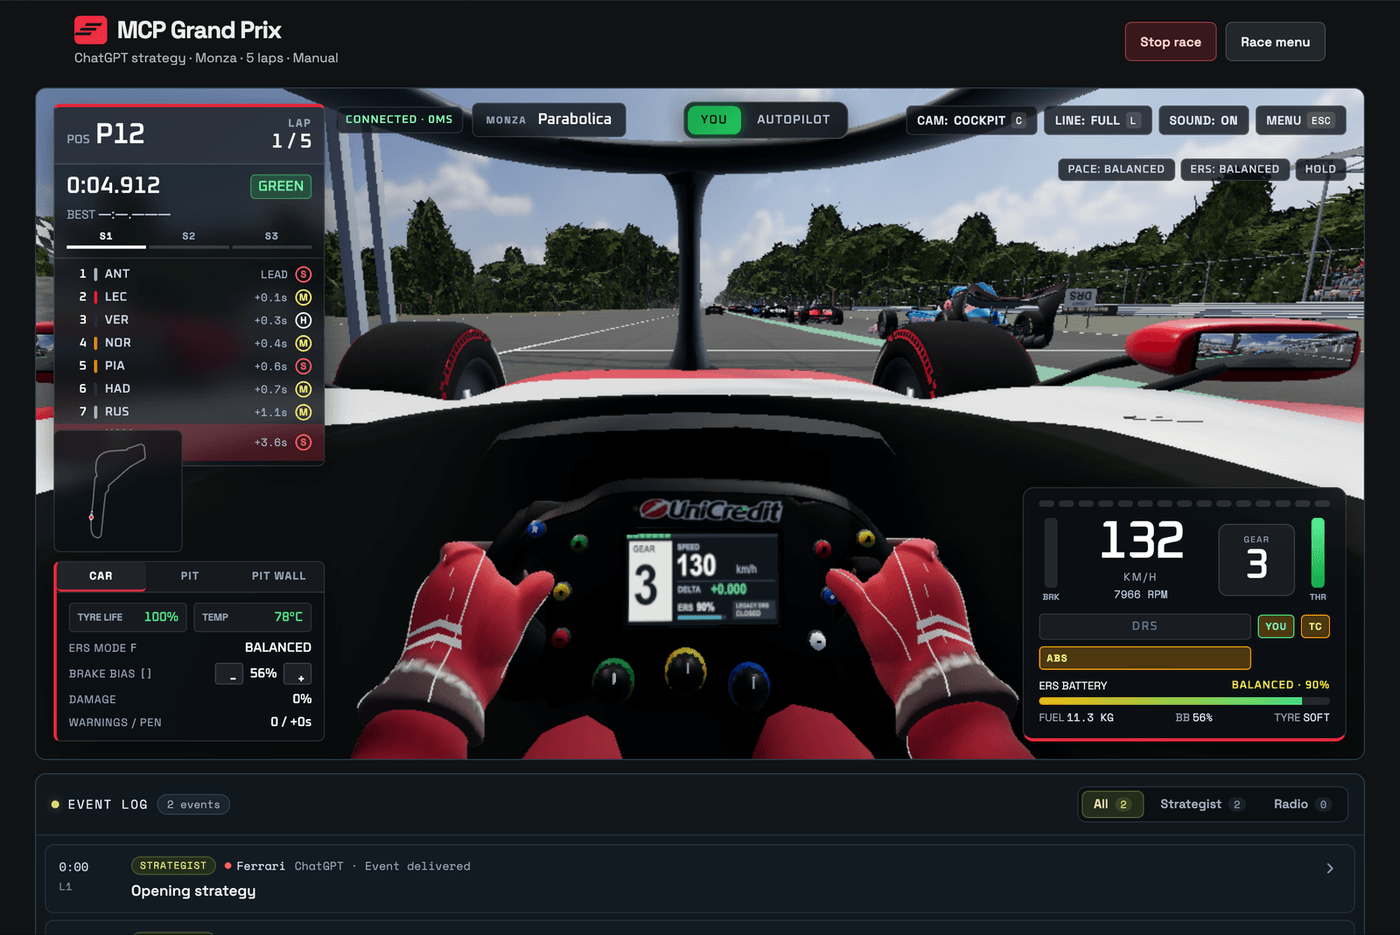 MCP Grand Prix
ChatGPT strategy · Monza · 5 laps · Manual
Stop race
Race menu
POS P12
LAP
1 / 5
0:04.912
GREEN
BEST —:—.———
S1 S2 S3
1 ANT LEAD S
2 LEC +0.1s M
3 VER +0.3s H
4 NOR +0.4s M
5 PIA +0.6s S
6 HAD +0.7s M
7 RUS +1.1s M
+3.6s S
CONNECTED · 0MS
MONZA Parabolica
YOU AUTOPILOT
CAM: COCKPIT C
LINE: FULL L
SOUND: ON
MENU ESC
PACE: BALANCED
ERS: BALANCED
HOLD
DRS
UniCredit
GEAR
3
SPEED
130 km/h
DELTA +0.000
ERS 90%
LEGACY DRS
CLOSED
CAR PIT PIT WALL
TYRE LIFE 100%
TEMP 78°C
ERS MODE F BALANCED
BRAKE BIAS [] - 56% +
DAMAGE 0%
WARNINGS / PEN 0 / +0s
BRK
132
KM/H
7966 RPM
GEAR
3
THR
DRS
YOU
TC
ABS
ERS BATTERY BALANCED · 90%
FUEL 11.3 KG BB 56% TYRE SOFT
EVENT LOG 2 events
All 2 Strategist 2 Radio 0
0:00
L1
STRATEGIST Ferrari ChatGPT · Event delivered
Opening strategy